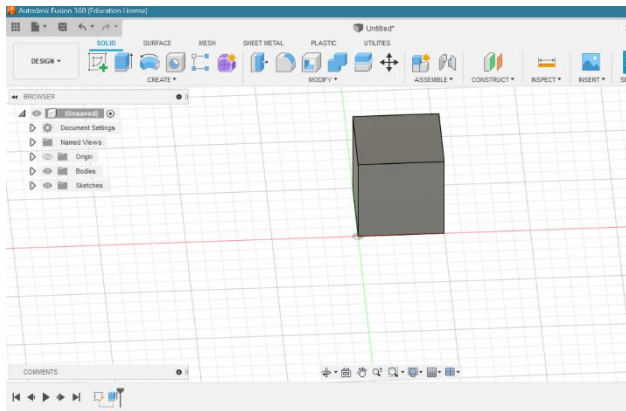 Autodesk Fusion 360 (Education License)
Untitled*
SOLID SURFACE MESH SHEET METAL PLASTIC UTILITIES
DESIGN
CREATE MODIFY ASSEMBLE CONSTRUCT INSPECT INSERT
BROWSER
(Unsaved)
Document Settings
Named Views
Origin
Bodies
Sketches
COMMENTS